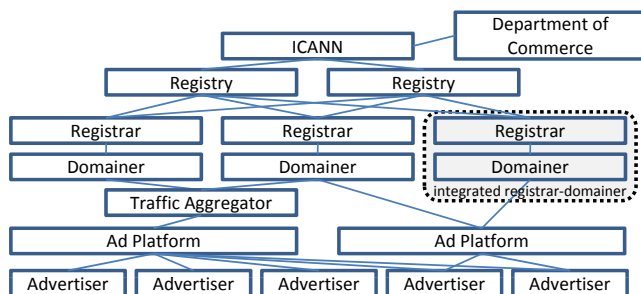 Department of
Commerce
ICANN
Registry Registry
Registrar Registrar Registrar
Domainer Domainer Domainer
integrated registrar-domainer
Traffic Aggregator
Ad Platform Ad Platform
Advertiser Advertiser Advertiser Advertiser Advertiser